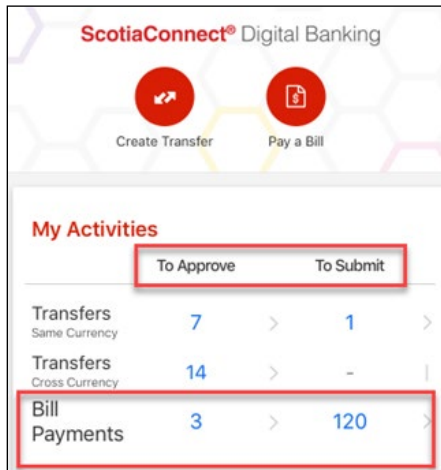 ScotiaConnect® Digital Banking
Create Transfer Pay a Bill
My Activities
To Approve To Submit
Transfers 7 1
Same Currency
Transfers 14 -
Cross Currency
Bill
Payments 3 120